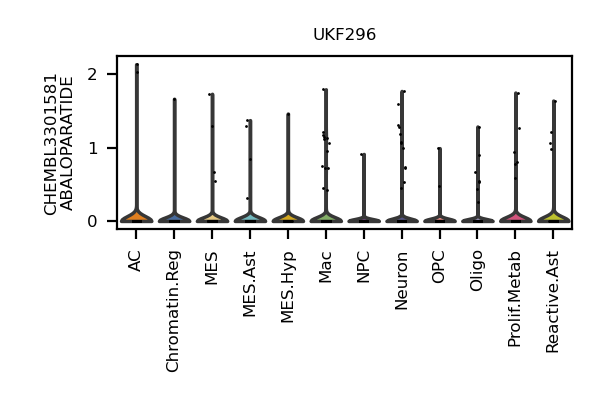 UKF296
CHEMBL3301581
ABALOPARATIDE
2
1
0
AC
Chromatin.Reg
MES
MES.Ast
MES.Hyp
Mac
NPC
Neuron
OPC
Oligo
Prolif.Metab
Reactive.Ast